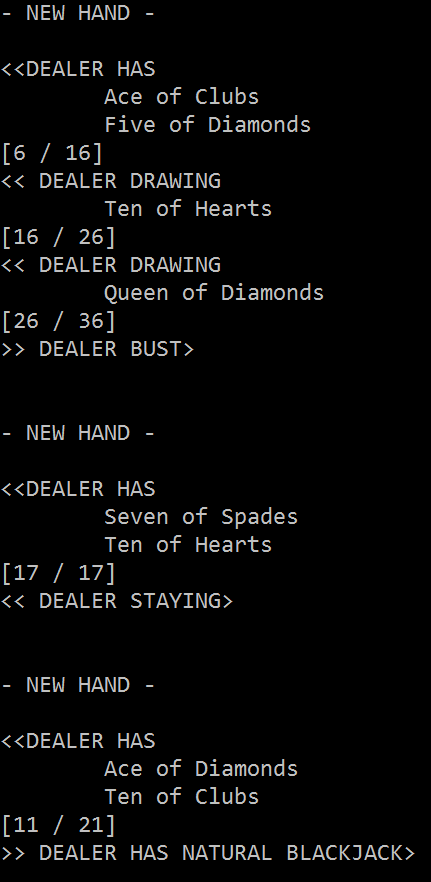 - NEW HAND -
<<DEALER HAS
Ace of Clubs
Five of Diamonds
[6 / 16]
<< DEALER DRAWING
Ten of Hearts
[16 / 26]
<< DEALER DRAWING
Queen of Diamonds
[26 / 36]
>> DEALER BUST>
- NEW HAND -
<<DEALER HAS
Seven of Spades
Ten of Hearts
[17 / 17]
<< DEALER STAYING>
- NEW HAND -
<<DEALER HAS
Ace of Diamonds
Ten of Clubs
[11 / 21]
>> DEALER HAS NATURAL BLACKJACK>